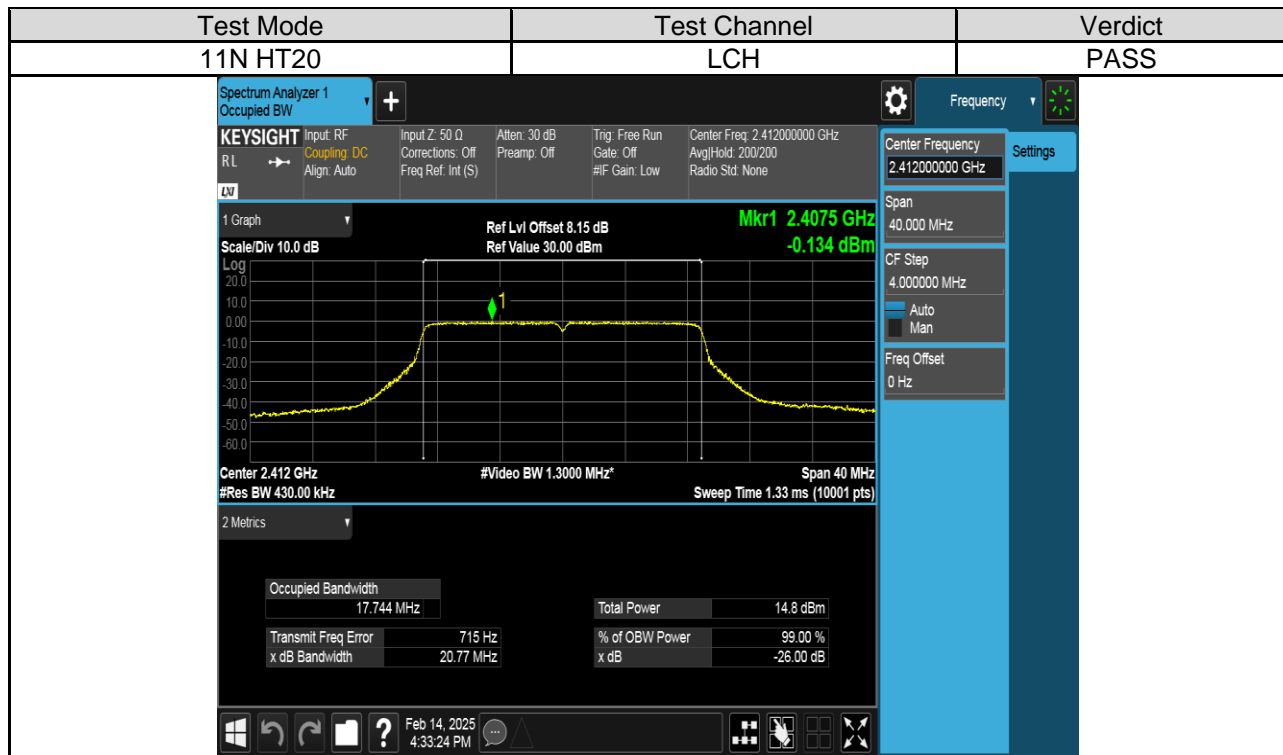 Test Mode Test Channel Verdict
11N HT20 LCH PASS
Spectrum Analyzer 1
Occupied BW
+
Frequency
KEYSIGHT Input: RF Input Z: 50 Ω Atten: 30 dB Trig: Free Run Center Freq: 2.412000000 GHz
RL Coupling: DC Corrections: Off Preamp: Off Gate: Off Avg|Hold: 200/200
Align: Auto Freq Ref: Int (S) #IF Gain: Low Radio Std: None
LXI
Center Frequency
2.412000000 GHz
Settings
Span
40.000 MHz
CF Step
4.000000 MHz
Auto
Man
Freq Offset
0 Hz
1 Graph Ref Lvl Offset 8.15 dB Mkr1 2.4075 GHz
Scale/Div 10.0 dB Ref Value 30.00 dBm -0.134 dBm
Log
20.0
10.0
1
0.00
-10.0
-20.0
-30.0
-40.0
-50.0
-60.0
Center 2.412 GHz #Video BW 1.3000 MHz* Span 40 MHz
#Res BW 430.00 kHz Sweep Time 1.33 ms (10001 pts)
2 Metrics
Occupied Bandwidth
17.744 MHz Total Power 14.8 dBm
Transmit Freq Error 715 Hz % of OBW Power 99.00 %
x dB Bandwidth 20.77 MHz x dB -26.00 dB
? Feb 14, 2025
4:33:24 PM